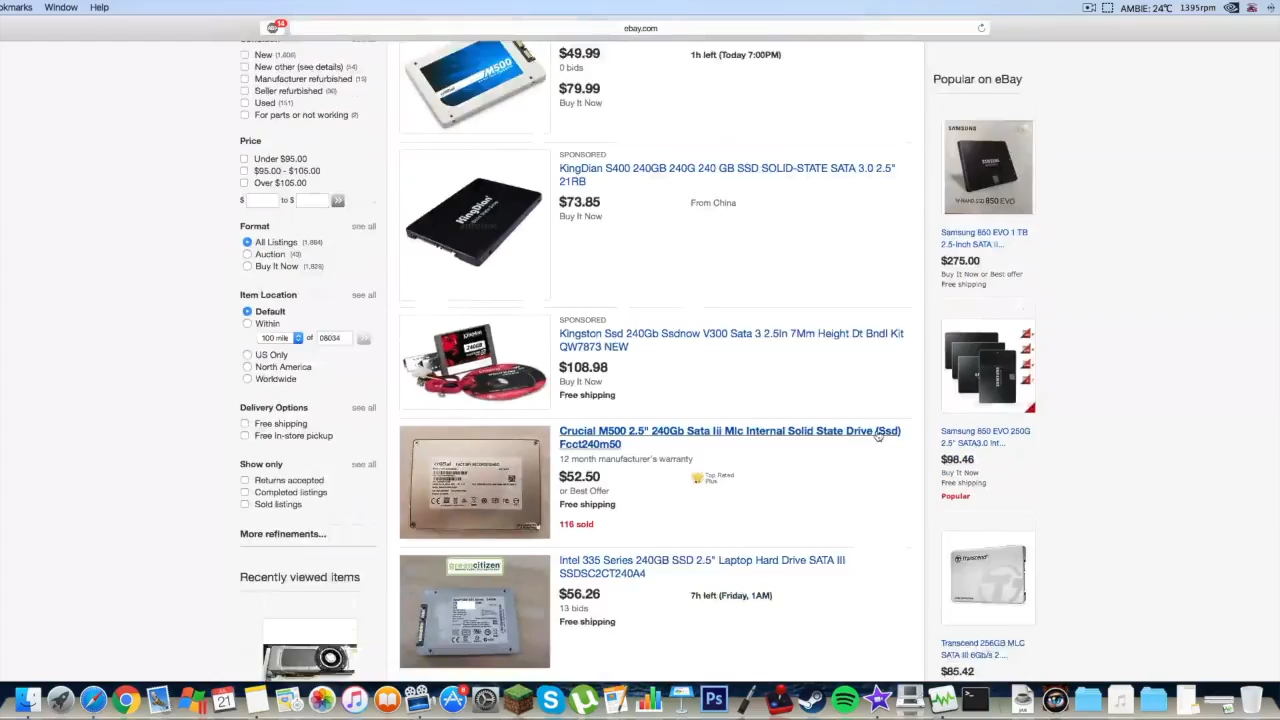 okmarks Window Help AMBIE: 24°C 1395rpm
14
ebay.com
New
New other (see details)
Manufacturer refurbished
Seller refurbished
Used (151)
For parts or not working
Price
Under $95.00
$95.00 - $105.00
Over $105.00
$ to $
Format see all
All Listings
Auction
Buy It Now
Item Location see all
Default
Within
100 mile of 08034
US Only
North America
Worldwide
Delivery Options see all
Free shipping
Free in-store pickup
Show only see all
Returns accepted
Completed listings
Sold listings
More refinements...
Recently viewed items
M500
$49.99 1h left (Today 7:00PM)
0 bids
$79.99
Buy It Now
SPONSORED
KingDian S400 240GB 240G 240 GB SSD SOLID-STATE SATA 3.0 2.5"
21RB
$73.85 From China
Buy It Now
KingDian
SPONSORED
Kingston Ssd 240Gb Ssdnow V300 Sata 3 2.5In 7Mm Height Dt Bndl Kit
QW7873 NEW
$108.98
Buy It Now
Free shipping
240GB
Crucial M500 2.5" 240Gb Sata Iii Mlc Internal Solid State Drive (Ssd)
Fcct240m50
12 month manufacturer's warranty
$52.50 Top Rated
Plus
or Best Offer
Free shipping
116 sold
Intel 335 Series 240GB SSD 2.5" Laptop Hard Drive SATA III
SSDSC2CT240A4
$56.26 7h left (Friday, 1AM)
13 bids
Free shipping
greencitizen
Popular on eBay
SAMSUNG
V-NAND SSD 850 EVO
Samsung 850 EVO 1 TB
2.5-Inch SATA II...
$275.00
Buy It Now or Best offer
Free shipping
Samsung 850 EVO 250G
2.5" SATA3.0 Int...
$98.46
Buy It Now
Free shipping
Popular
Transcend
Transcend 256GB MLC
SATA III 6Gb/s 2....
$85.42
Ps